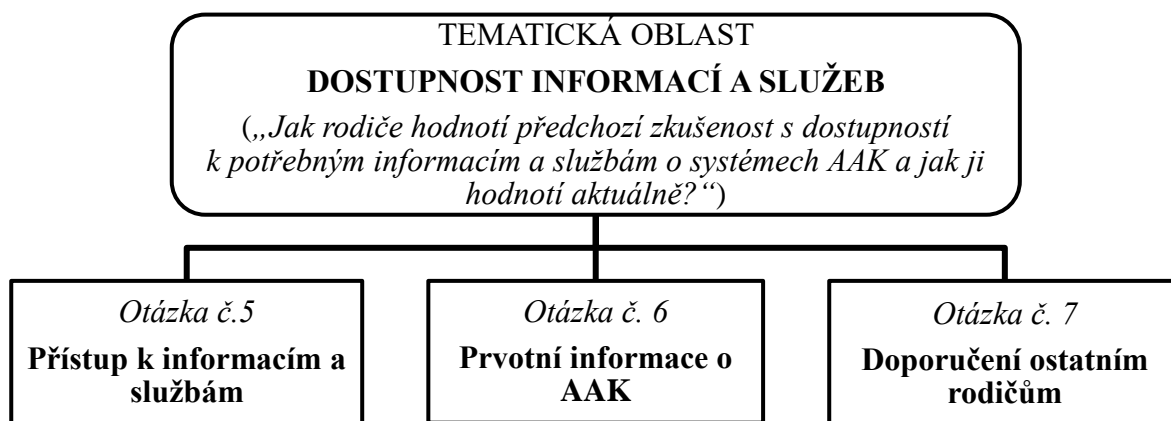 TEMATICKÁ OBLAST
DOSTUPNOST INFORMACÍ A SLUŽEB
(„Jak rodiče hodnotí předchozí zkušenost s dostupností
k potřebným informacím a službám o systémech AAK a jak ji
hodnotí aktuálně?“)
Otázka č.5
Přístup k informacím a
službám
Otázka č. 6
Prvotní informace o
AAK
Otázka č. 7
Doporučení ostatním
rodičům